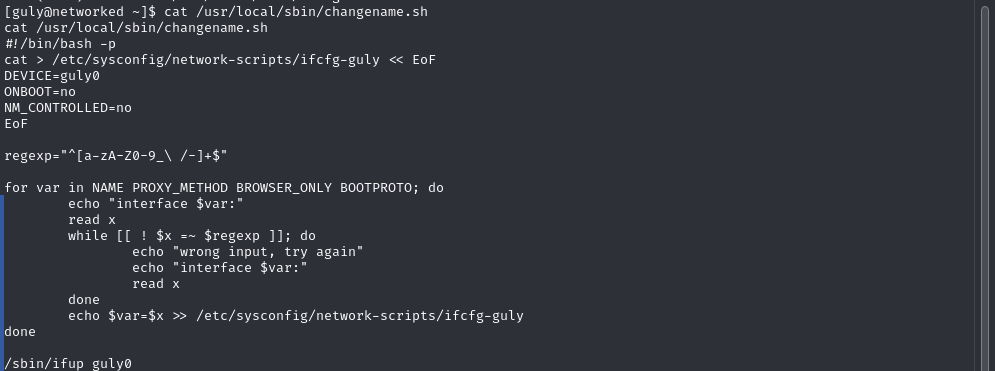 [guly@networked ~]$ cat /usr/local/sbin/changename.sh
cat /usr/local/sbin/changename.sh
#!/bin/bash -p
cat > /etc/sysconfig/network-scripts/ifcfg-guly << EoF
DEVICE=guly0
ONBOOT=no
NM_CONTROLLED=no
EoF
regexp="^[a-zA-Z0-9_\ /-]+$"
for var in NAME PROXY_METHOD BROWSER_ONLY BOOTPROTO; do
echo "interface $var:"
read x
while [[ ! $x =~ $regexp ]]; do
echo "wrong input, try again"
echo "interface $var:"
read x
done
echo $var=$x >> /etc/sysconfig/network-scripts/ifcfg-guly
done
/sbin/ifup guly0